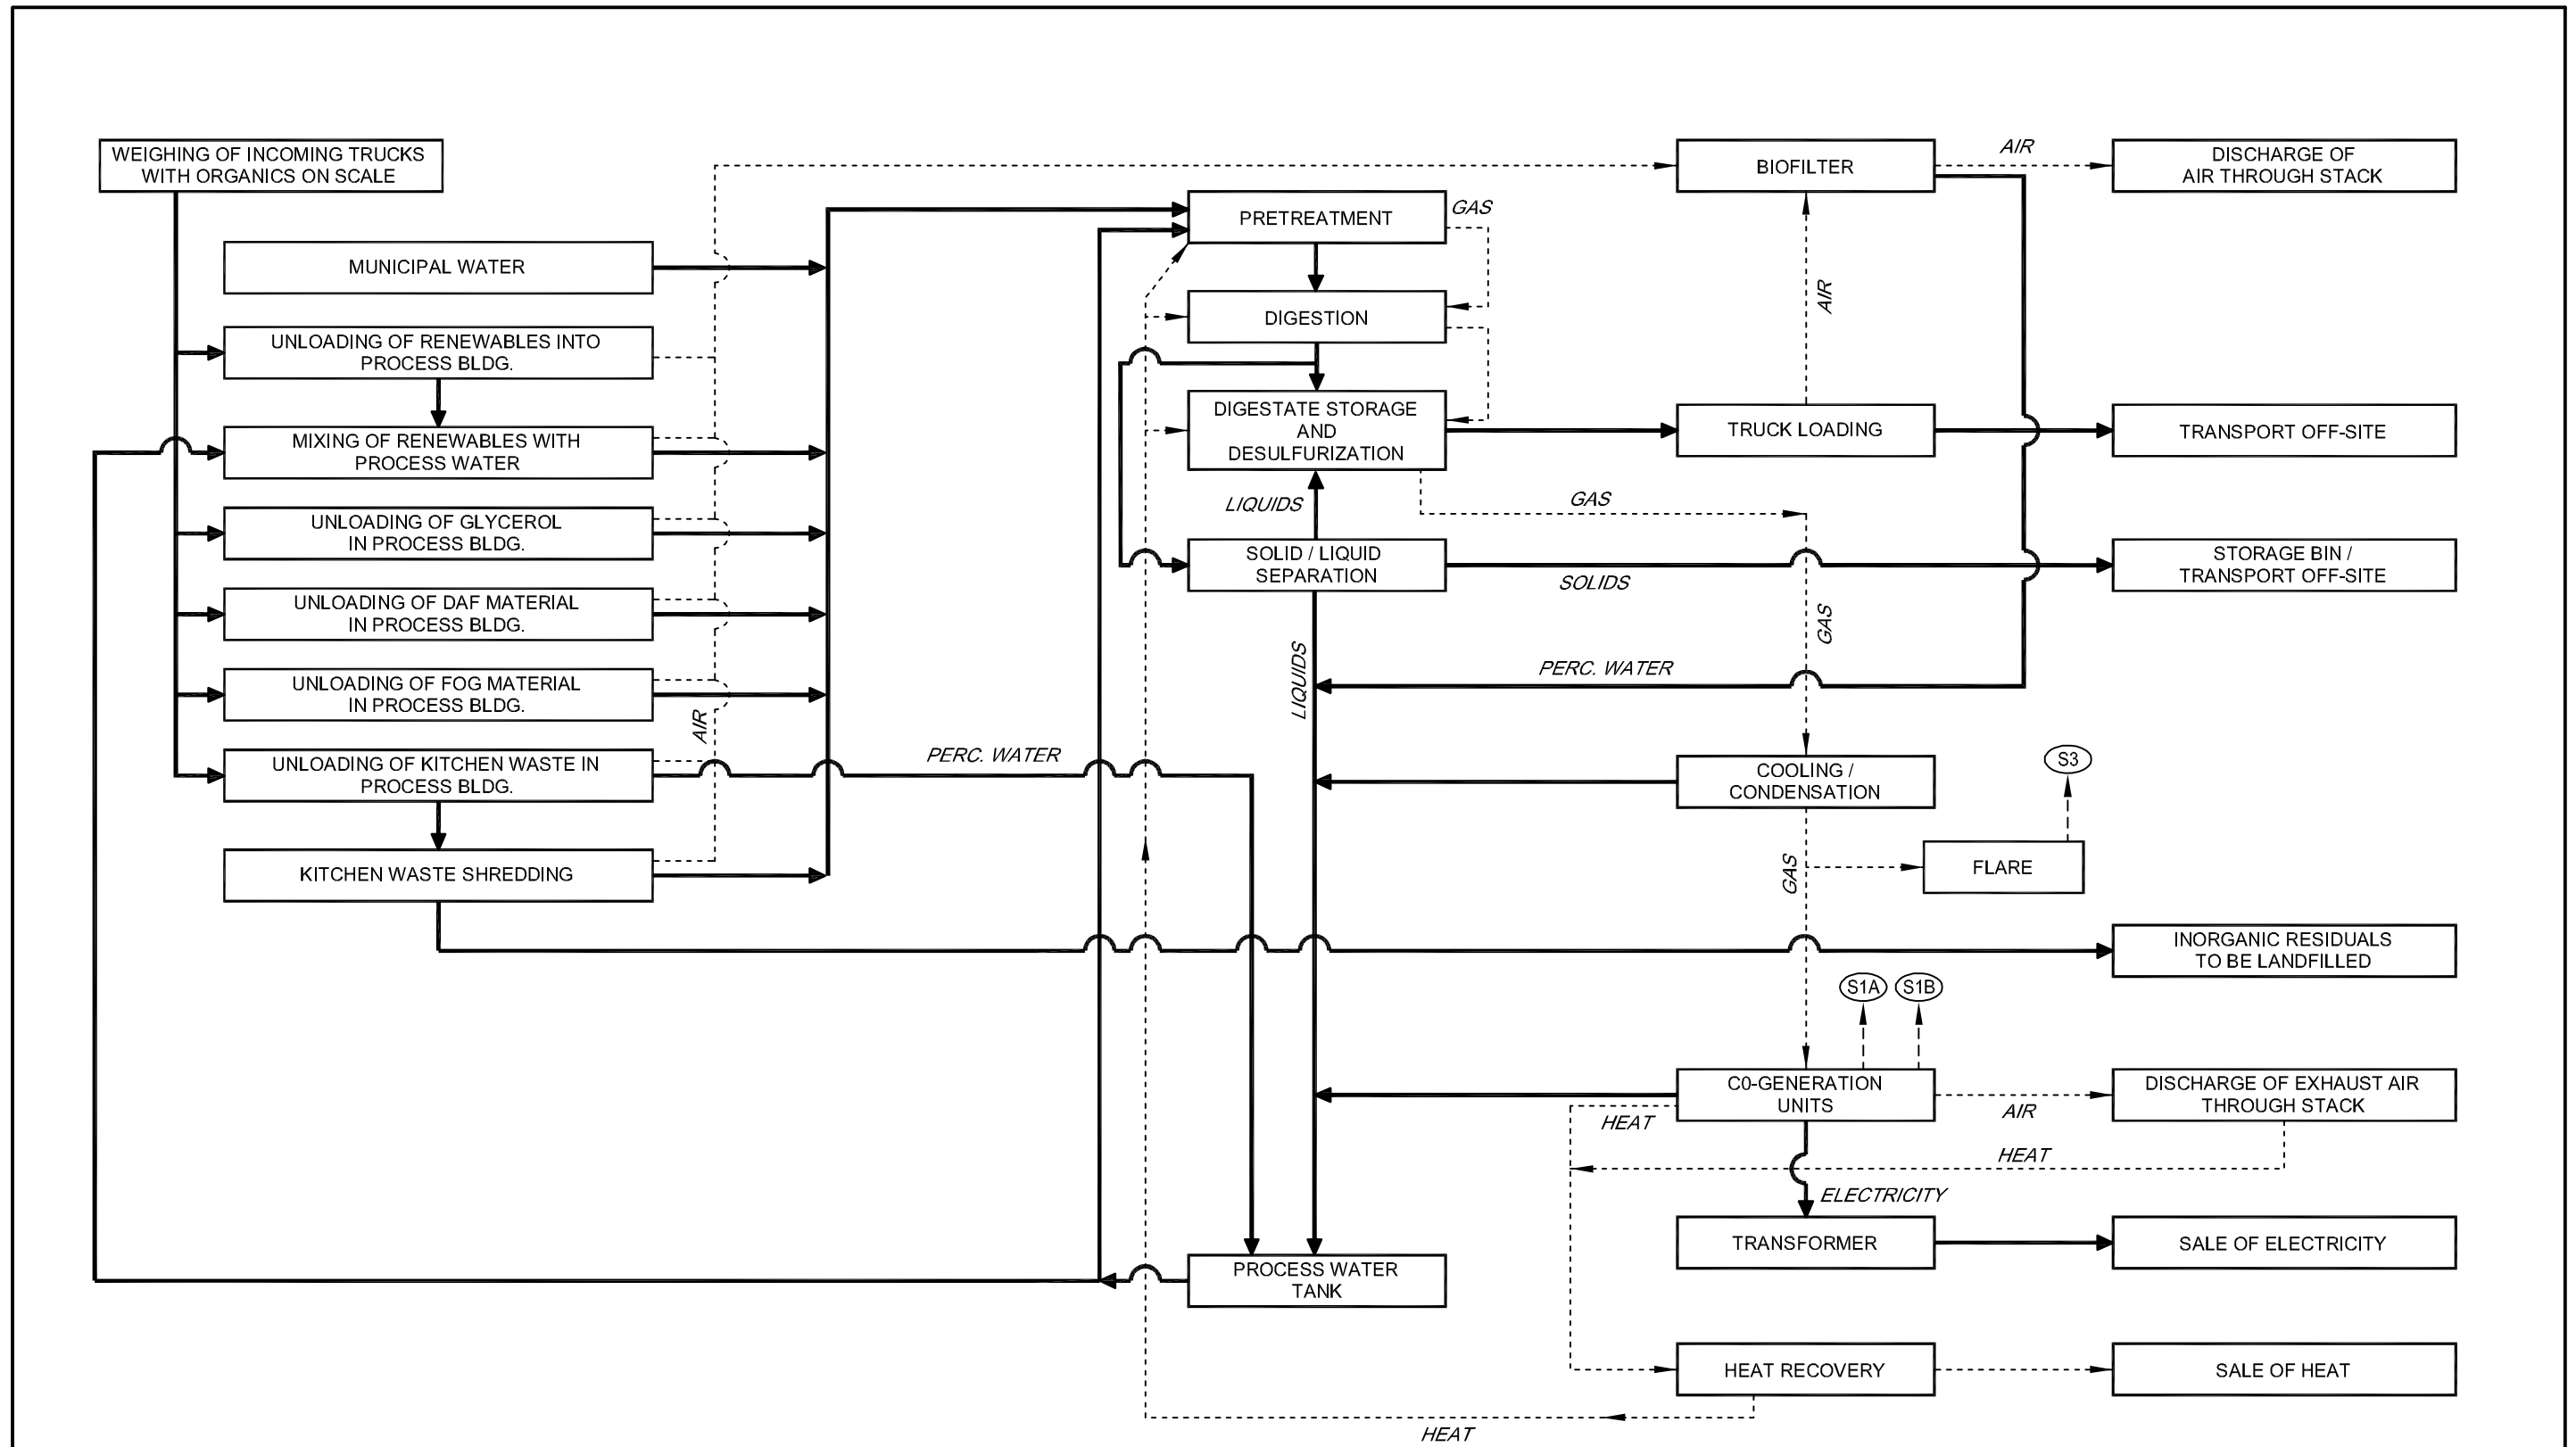 WEIGHING OF INCOMING TRUCKS
WITH ORGANICS ON SCALE
MUNICIPAL WATER
UNLOADING OF RENEWABLES INTO
PROCESS BLDG.
MIXING OF RENEWABLES WITH
PROCESS WATER
UNLOADING OF GLYCEROL
IN PROCESS BLDG.
UNLOADING OF DAF MATERIAL
IN PROCESS BLDG.
UNLOADING OF FOG MATERIAL
IN PROCESS BLDG.
UNLOADING OF KITCHEN WASTE IN
PROCESS BLDG.
KITCHEN WASTE SHREDDING
AIR
PERC. WATER
PRETREATMENT
GAS
DIGESTION
DIGESTATE STORAGE
AND
DESULFURIZATION
LIQUIDS
SOLID / LIQUID
SEPARATION
LIQUIDS
PROCESS WATER
TANK
BIOFILTER
AIR
DISCHARGE OF
AIR THROUGH STACK
AIR
TRUCK LOADING
TRANSPORT OFF-SITE
GAS
SOLIDS
STORAGE BIN /
TRANSPORT OFF-SITE
GAS
PERC. WATER
COOLING /
CONDENSATION
S3
GAS
FLARE
INORGANIC RESIDUALS
TO BE LANDFILLED
S1A
S1B
C0-GENERATION
UNITS
AIR
DISCHARGE OF EXHAUST AIR
THROUGH STACK
HEAT
HEAT
ELECTRICITY
TRANSFORMER
SALE OF ELECTRICITY
HEAT RECOVERY
SALE OF HEAT
HEAT